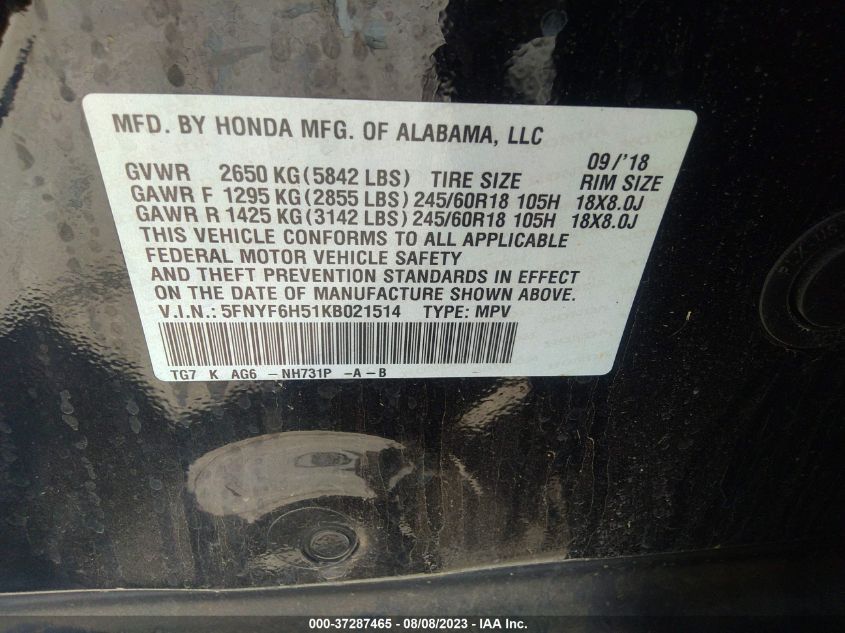 MFD. BY HONDA MFG. OF ALABAMA, LLC
09/'18
GVWR 2650 KG(5842 LBS) TIRE SIZE RIM SIZE
GAWR F 1295 KG(2855 LBS) 245/60R18 105H 18X8.0J
GAWR R 1425 KG(3142 LBS) 245/60R18 105H 18X8.0J
THIS VEHICLE CONFORMS TO ALL APPLICABLE
FEDERAL MOTOR VEHICLE SAFETY
AND THEFT PREVENTION STANDARDS IN EFFECT
ON THE DATE OF MANUFACTURE SHOWN ABOVE.
V.I.N.: 5FNYF6H51KB021514 TYPE: MPV
TG7 K AG6 -NH731P -A-B -
000-37287465 - 08/08/2023 - IAA Inc.